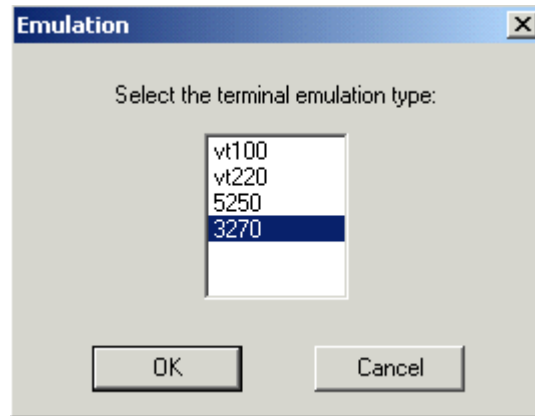 Emulation
Select the terminal emulation type:
vt100
vt220
5250
3270
OK Cancel